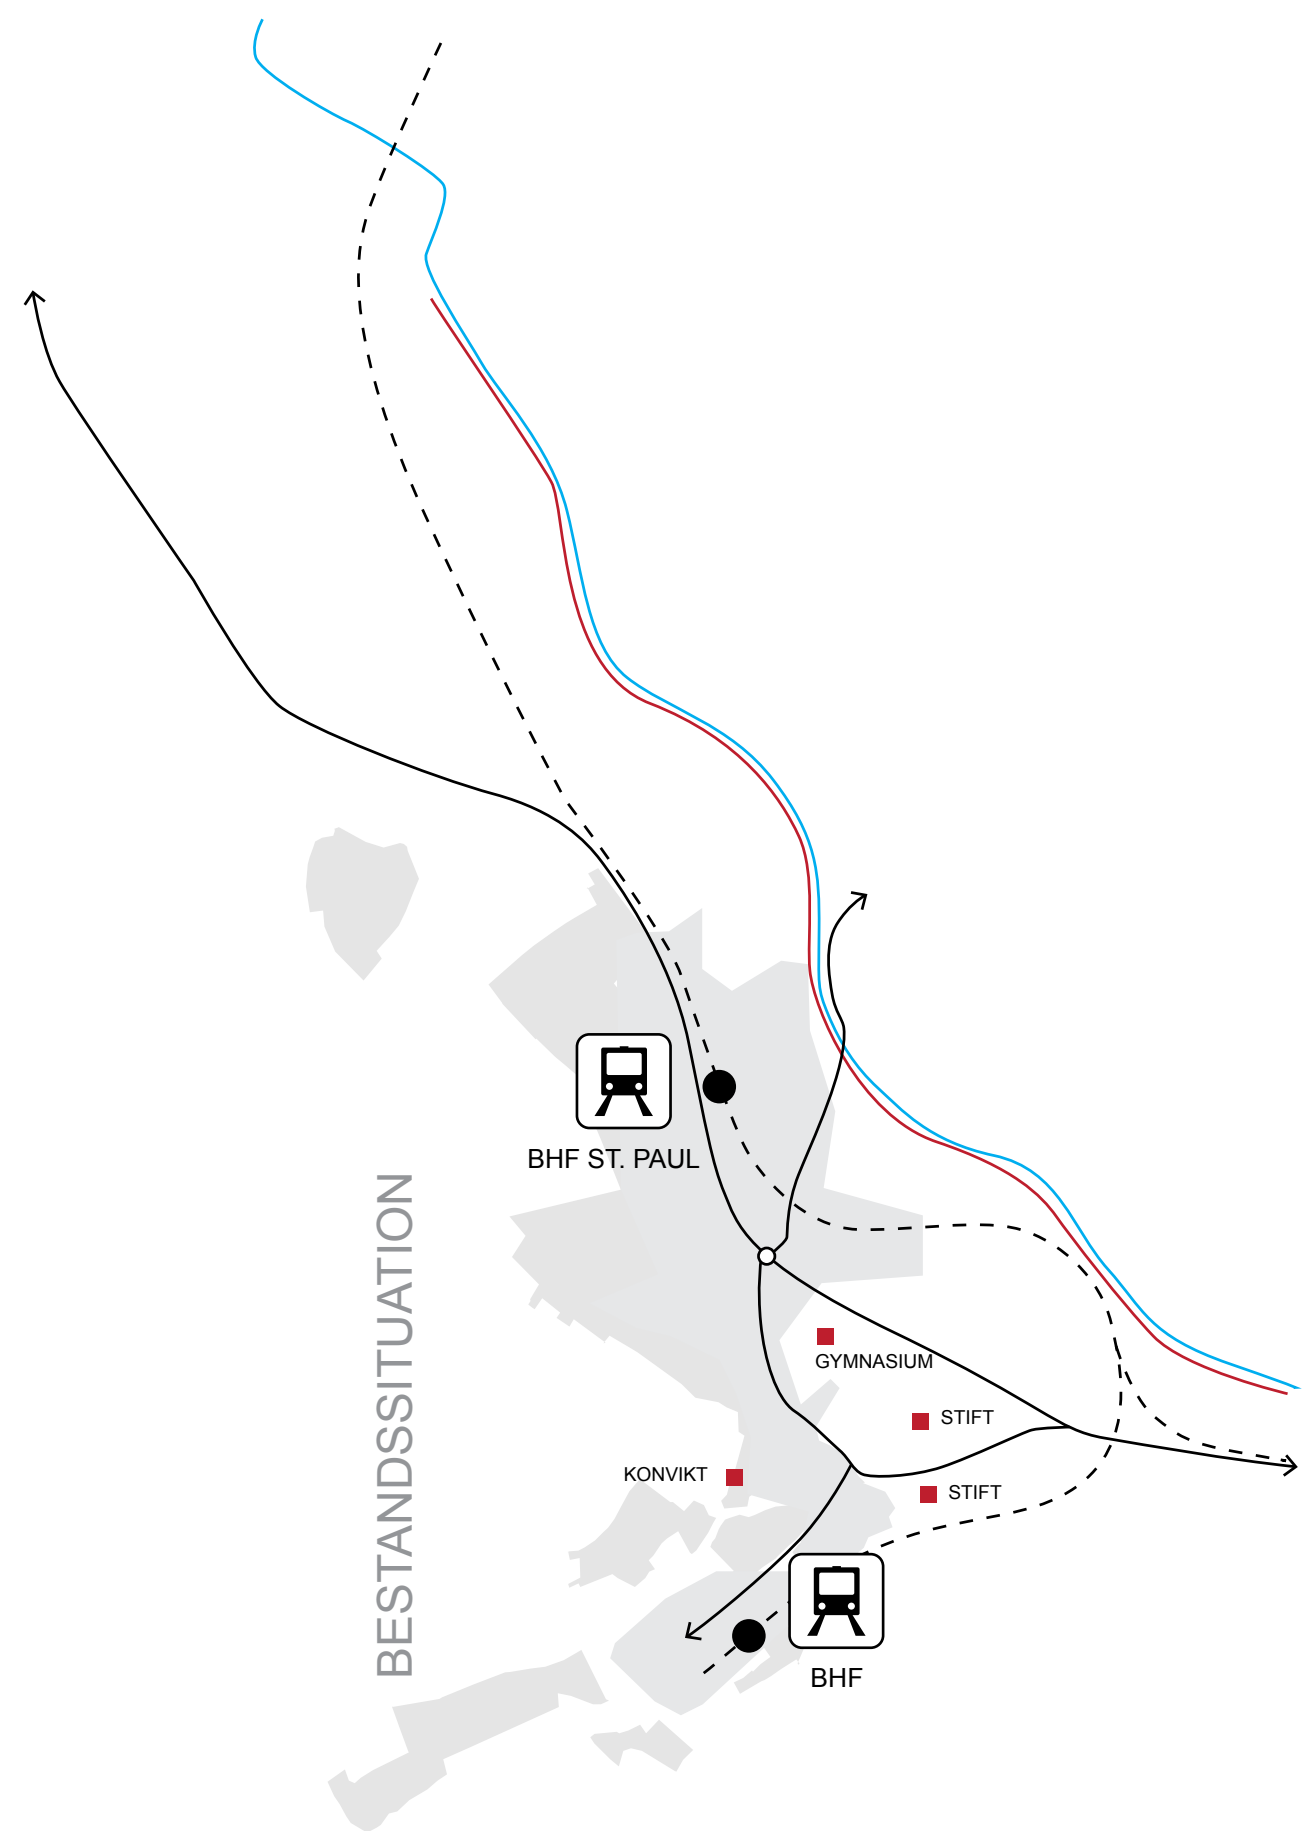 BHF ST. PAUL
BESTANDSSITUATION
GYMNASIUM
STIFT
KONVIKT
STIFT
BHF